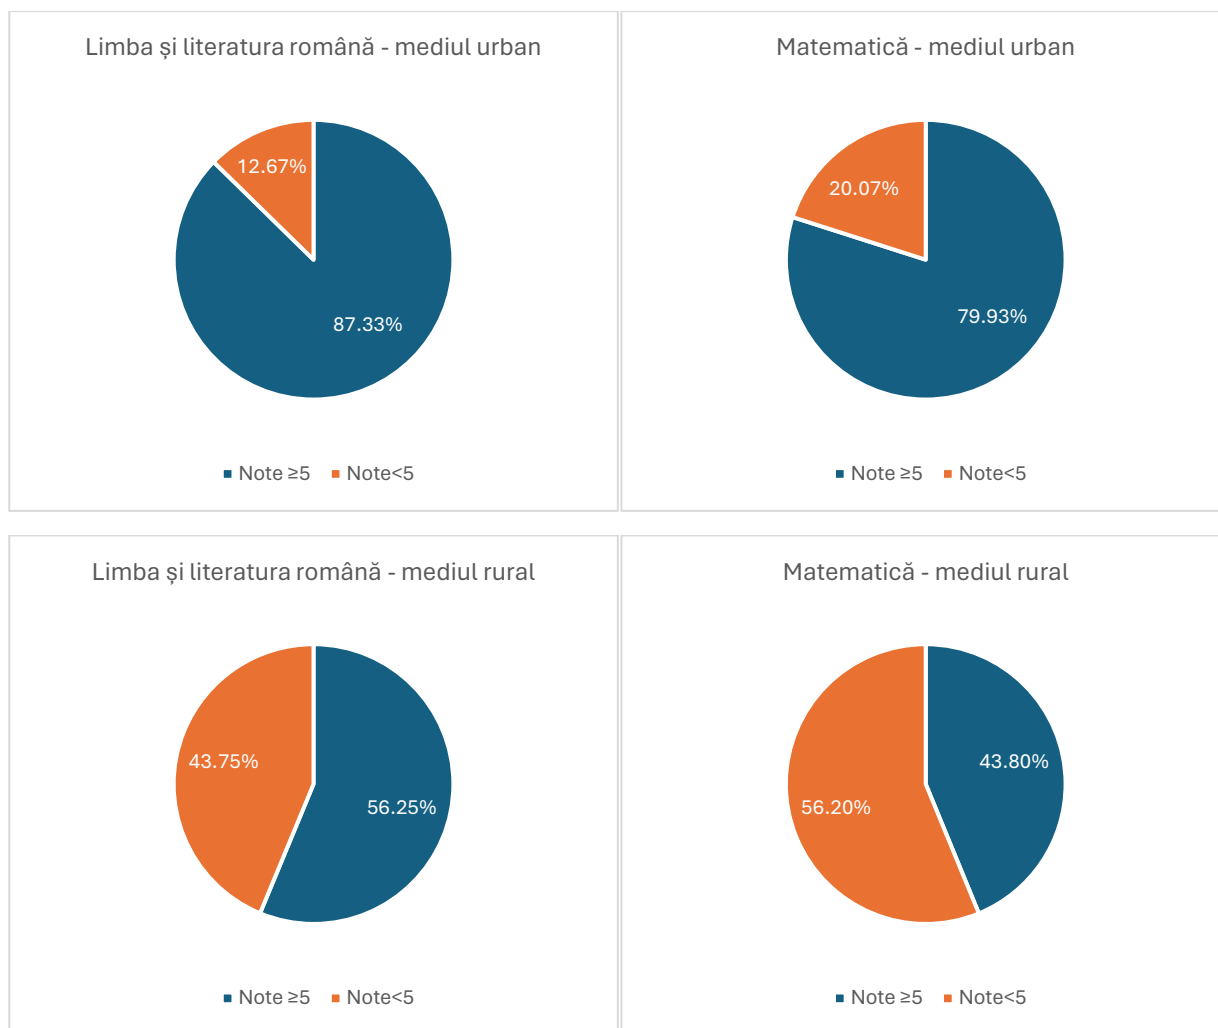 Limba și literatura română - mediul urban
12.67%
87.33%
Note ≥5 Note<5
Matematică - mediul urban
20.07%
79.93%
Note ≥5 Note<5
Limba și literatura română - mediul rural
43.75%
56.25%
Note ≥5 Note<5
Matematică - mediul rural
43.80%
56.20%
Note ≥5 Note<5